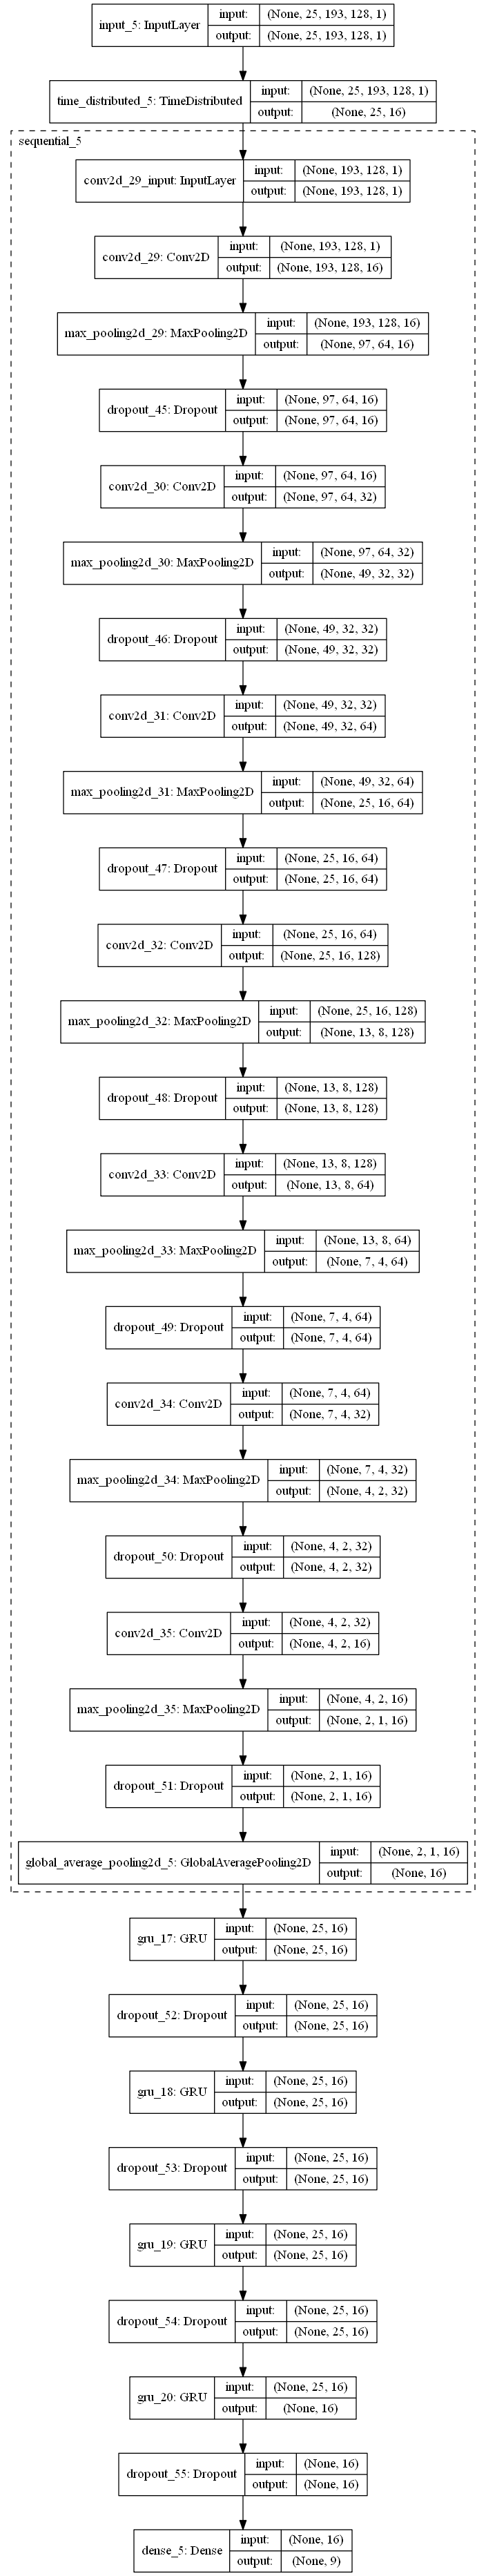 input_5: InputLayer
input: (None, 25, 193, 128, 1)
output: (None, 25, 193, 128, 1)
time_distributed_5: TimeDistributed
input: (None, 25, 193, 128, 1)
output: (None, 25, 16)
sequential_5
conv2d_29_input: InputLayer
input: (None, 193, 128, 1)
output: (None, 193, 128, 1)
conv2d_29: Conv2D
input: (None, 193, 128, 1)
output: (None, 193, 128, 16)
max_pooling2d_29: MaxPooling2D
input: (None, 193, 128, 16)
output: (None, 97, 64, 16)
dropout_45: Dropout
input: (None, 97, 64, 16)
output: (None, 97, 64, 16)
conv2d_30: Conv2D
input: (None, 97, 64, 16)
output: (None, 97, 64, 32)
max_pooling2d_30: MaxPooling2D
input: (None, 97, 64, 32)
output: (None, 49, 32, 32)
dropout_46: Dropout
input: (None, 49, 32, 32)
output: (None, 49, 32, 32)
conv2d_31: Conv2D
input: (None, 49, 32, 32)
output: (None, 49, 32, 64)
max_pooling2d_31: MaxPooling2D
input: (None, 49, 32, 64)
output: (None, 25, 16, 64)
dropout_47: Dropout
input: (None, 25, 16, 64)
output: (None, 25, 16, 64)
conv2d_32: Conv2D
input: (None, 25, 16, 64)
output: (None, 25, 16, 128)
max_pooling2d_32: MaxPooling2D
input: (None, 25, 16, 128)
output: (None, 13, 8, 128)
dropout_48: Dropout
input: (None, 13, 8, 128)
output: (None, 13, 8, 128)
conv2d_33: Conv2D
input: (None, 13, 8, 128)
output: (None, 13, 8, 64)
max_pooling2d_33: MaxPooling2D
input: (None, 13, 8, 64)
output: (None, 7, 4, 64)
dropout_49: Dropout
input: (None, 7, 4, 64)
output: (None, 7, 4, 64)
conv2d_34: Conv2D
input: (None, 7, 4, 64)
output: (None, 7, 4, 32)
max_pooling2d_34: MaxPooling2D
input: (None, 7, 4, 32)
output: (None, 4, 2, 32)
dropout_50: Dropout
input: (None, 4, 2, 32)
output: (None, 4, 2, 32)
conv2d_35: Conv2D
input: (None, 4, 2, 32)
output: (None, 4, 2, 16)
max_pooling2d_35: MaxPooling2D
input: (None, 4, 2, 16)
output: (None, 2, 1, 16)
dropout_51: Dropout
input: (None, 2, 1, 16)
output: (None, 2, 1, 16)
global_average_pooling2d_5: GlobalAveragePooling2D
input: (None, 2, 1, 16)
output: (None, 16)
gru_17: GRU
input: (None, 25, 16)
output: (None, 25, 16)
dropout_52: Dropout
input: (None, 25, 16)
output: (None, 25, 16)
gru_18: GRU
input: (None, 25, 16)
output: (None, 25, 16)
dropout_53: Dropout
input: (None, 25, 16)
output: (None, 25, 16)
gru_19: GRU
input: (None, 25, 16)
output: (None, 25, 16)
dropout_54: Dropout
input: (None, 25, 16)
output: (None, 25, 16)
gru_20: GRU
input: (None, 25, 16)
output: (None, 16)
dropout_55: Dropout
input: (None, 16)
output: (None, 16)
dense_5: Dense
input: (None, 16)
output: (None, 9)